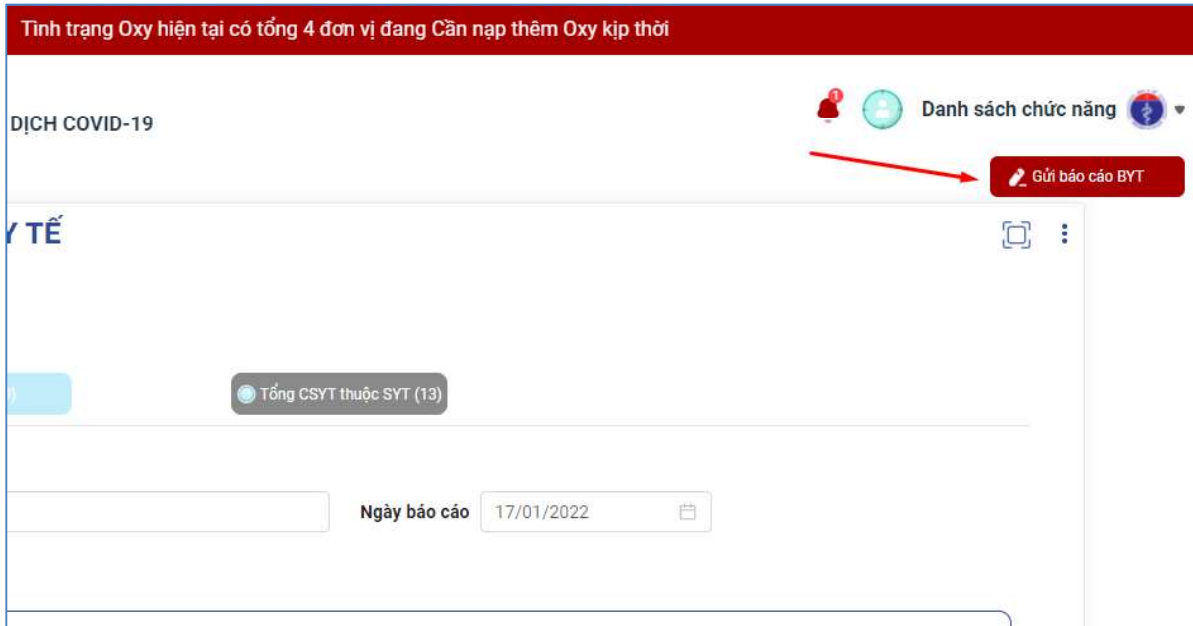 Tình trạng Oxy hiện tại có tổng 4 đơn vị đang Cần nạp thêm Oxy kịp thời
1
DỊCH COVID-19
Danh sách chức năng
Gửi báo cáo BYT
Y TẾ
Tổng CSYT thuộc SYT (13)
Ngày báo cáo
17/01/2022